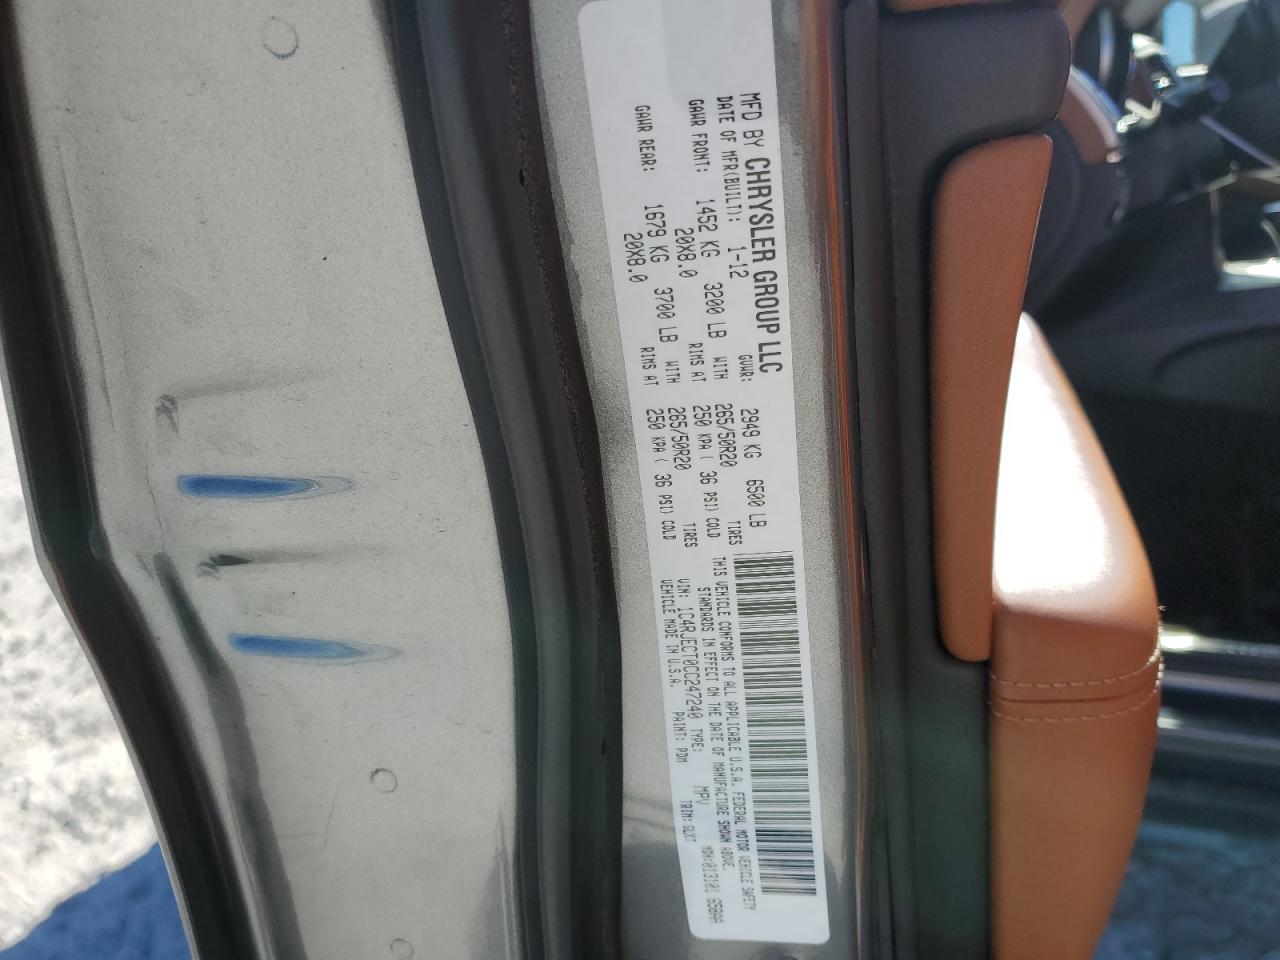 MFD BY CHRYSLER GROUP LLC
DATE OF MFR(BUILT): 1-12 GVWR: 2949 KG 6500 LB
GAWR FRONT: 1452 KG 3200 LB WITH 265/50R20 TIRES
20X8.0 RIMS AT 250 KPA( 36 PSI) COLD
GAWR REAR: 1679 KG 3700 LB WITH 265/50R20 TIRES
20X8.0 RIMS AT 250 KPA( 36 PSI) COLD
THIS VEHICLE CONFORMS TO ALL APPLICABLE U.S.A. FEDERAL MOTOR VEHICLE SAFETY
STANDARDS IN EFFECT ON THE DATE OF MANUFACTURE SHOWN ABOVE.
VIN: 1C4RJECT0CC247240 TYPE: MPV MDH:013101 650AA
VEHICLE MADE IN U.S.A. PAINT: PDM TRIM: